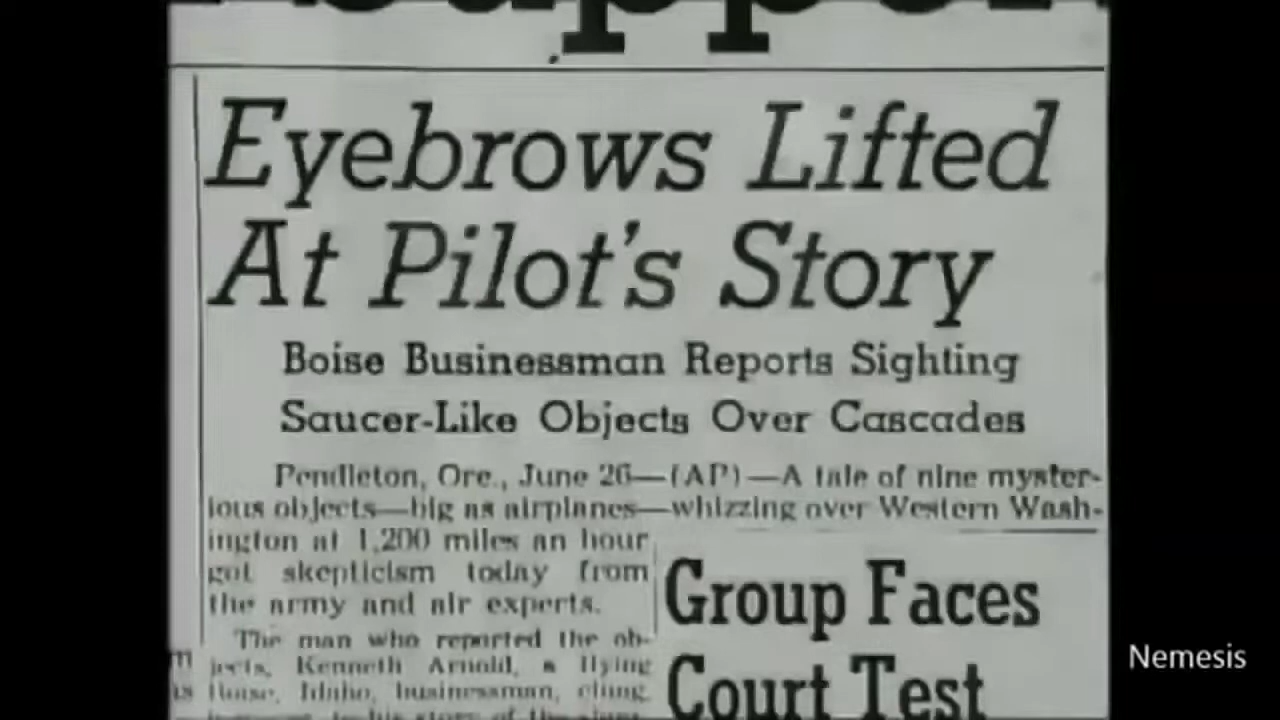 Eyebrows Lifted
At Pilot's Story
Boise Businessman Reports Sighting
Saucer-Like Objects Over Cascades
Pendleton, Ore., June 26—(AP)—A tale of nine myster-
ious objects—big as airplanes—whizzing over Western Wash-
ington at 1,200 miles an hour
got skepticism today from
the army and air experts.
The man who reported the ob-
jects, Kenneth Arnold, a flying
Boise, Idaho, businessman, clung
Group Faces
Court Test
Nemesis